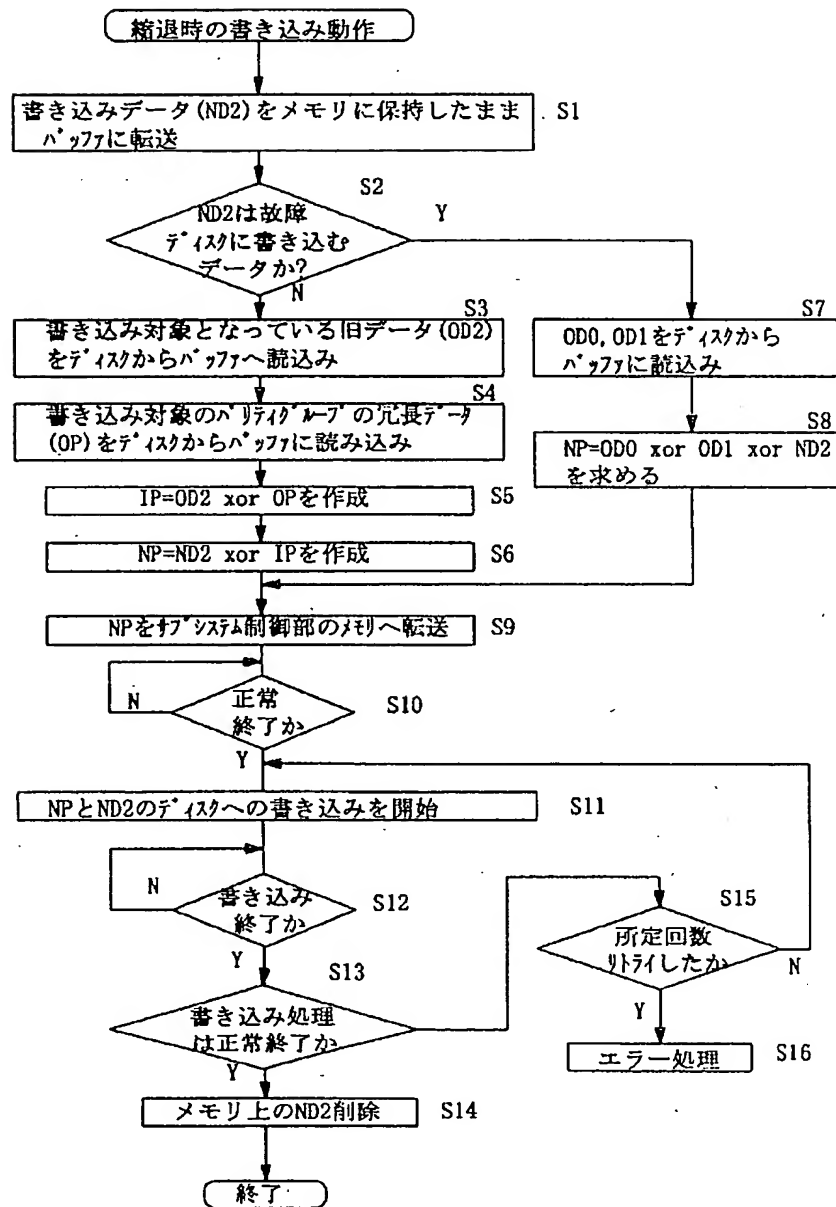 縮退時の書き込み動作
書き込みデータ(ND2)をメモリに保持したまま
バッファに転送
S1
S2
ND2は故障
ディスクに書き込む
データか?
Y
N
S3
書き込み対象となっている旧データ(OD2)
をディスクからバッファへ読込み
S7
OD0,OD1をディスクから
バッファに読込み
S4
書き込み対象のパリティグループの冗長データ
(OP)をディスクからバッファに読み込み
S8
NP=OD0 xor OD1 xor ND2
を求める
IP=OD2 xor OPを作成
S5
NP=ND2 xor IPを作成
S6
NPをサブシステム制御部のメモリへ転送
S9
N
正常
終了か
S10
Y
NPとND2のディスクへの書き込みを開始
S11
N
書き込み
終了か
S12
Y
S13
書き込み処理
は正常終了か
Y
S15
所定回数
リトライしたか
N
Y
エラー処理
S16
メモリ上のND2削除
S14
終了